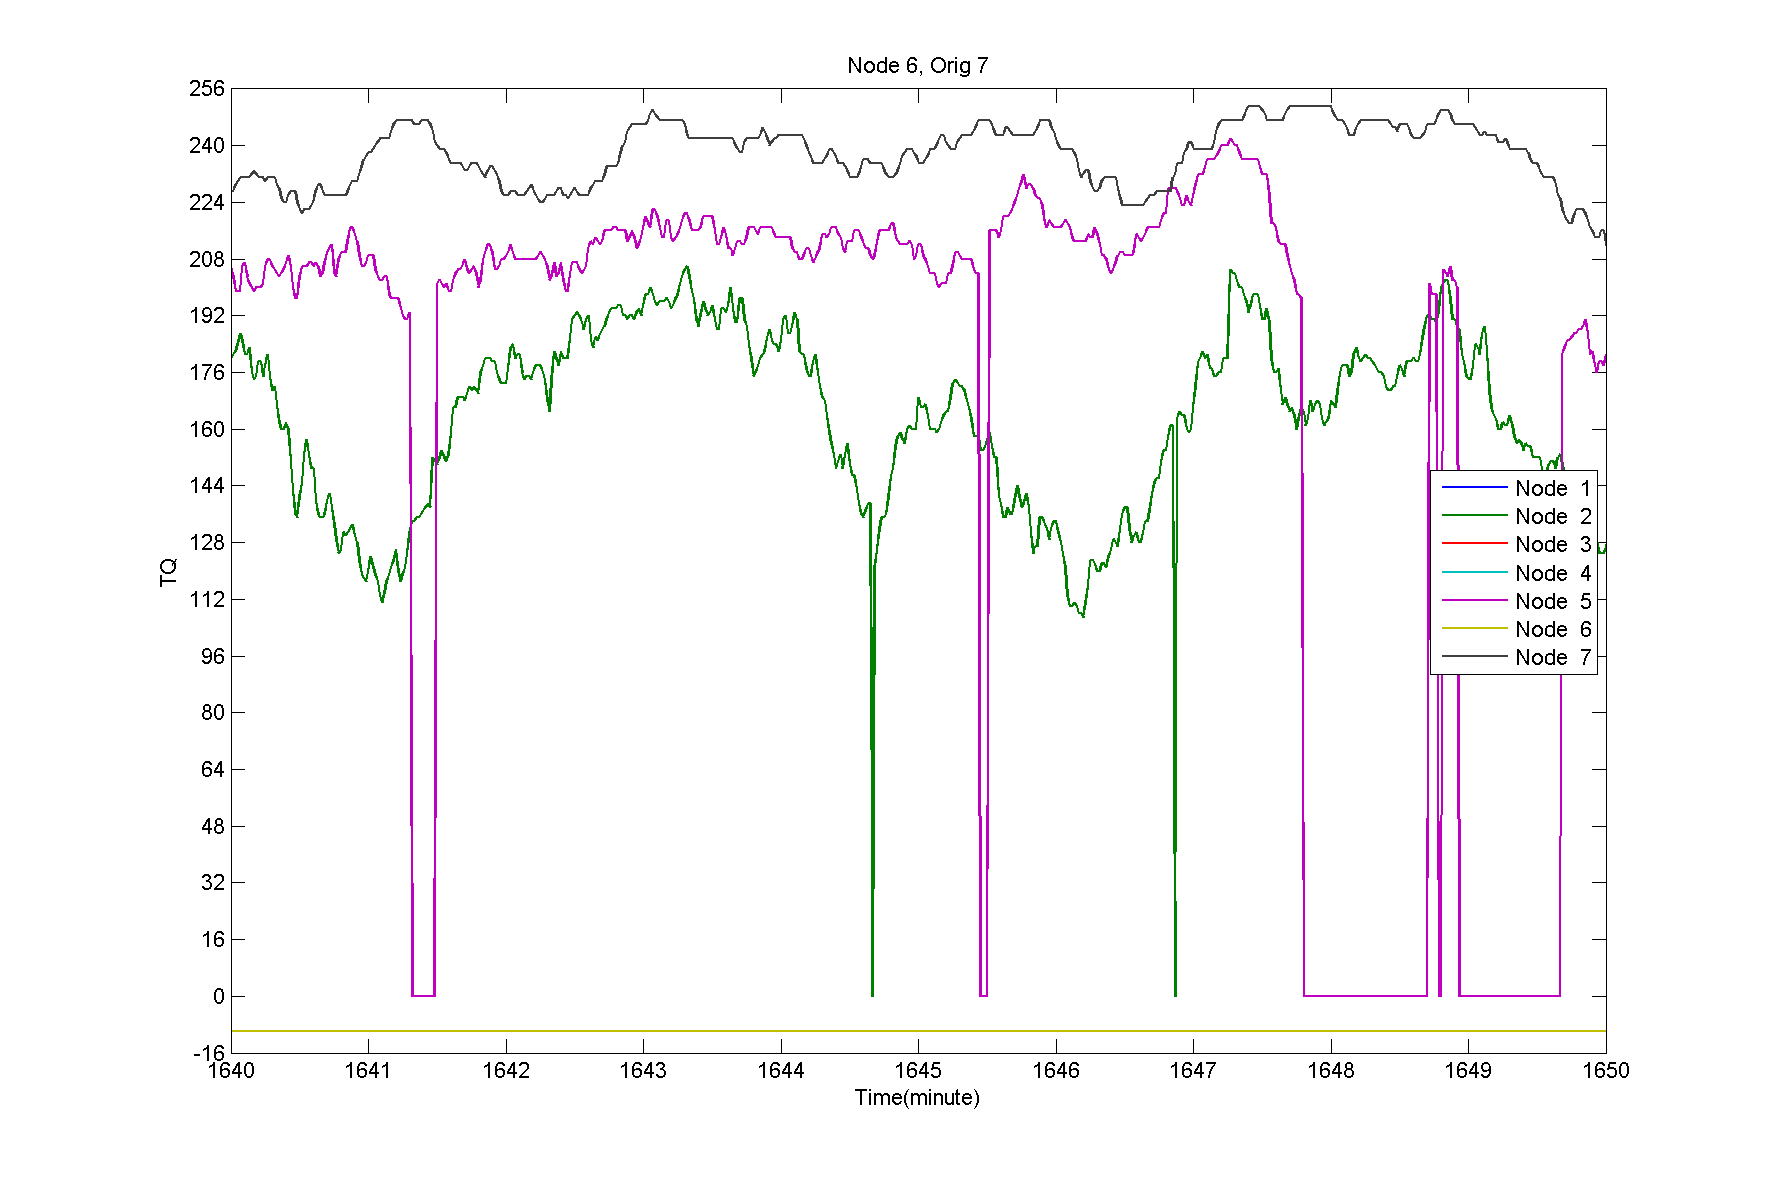 Node 6, Orig 7
256
240
224
208
192
176
160
144
128
112
96
80
64
48
32
16
0
-16
TQ
1640 1641 1642 1643 1644 1645 1646 1647 1648 1649 1650
Time(minute)
Node 1
Node 2
Node 3
Node 4
Node 5
Node 6
Node 7